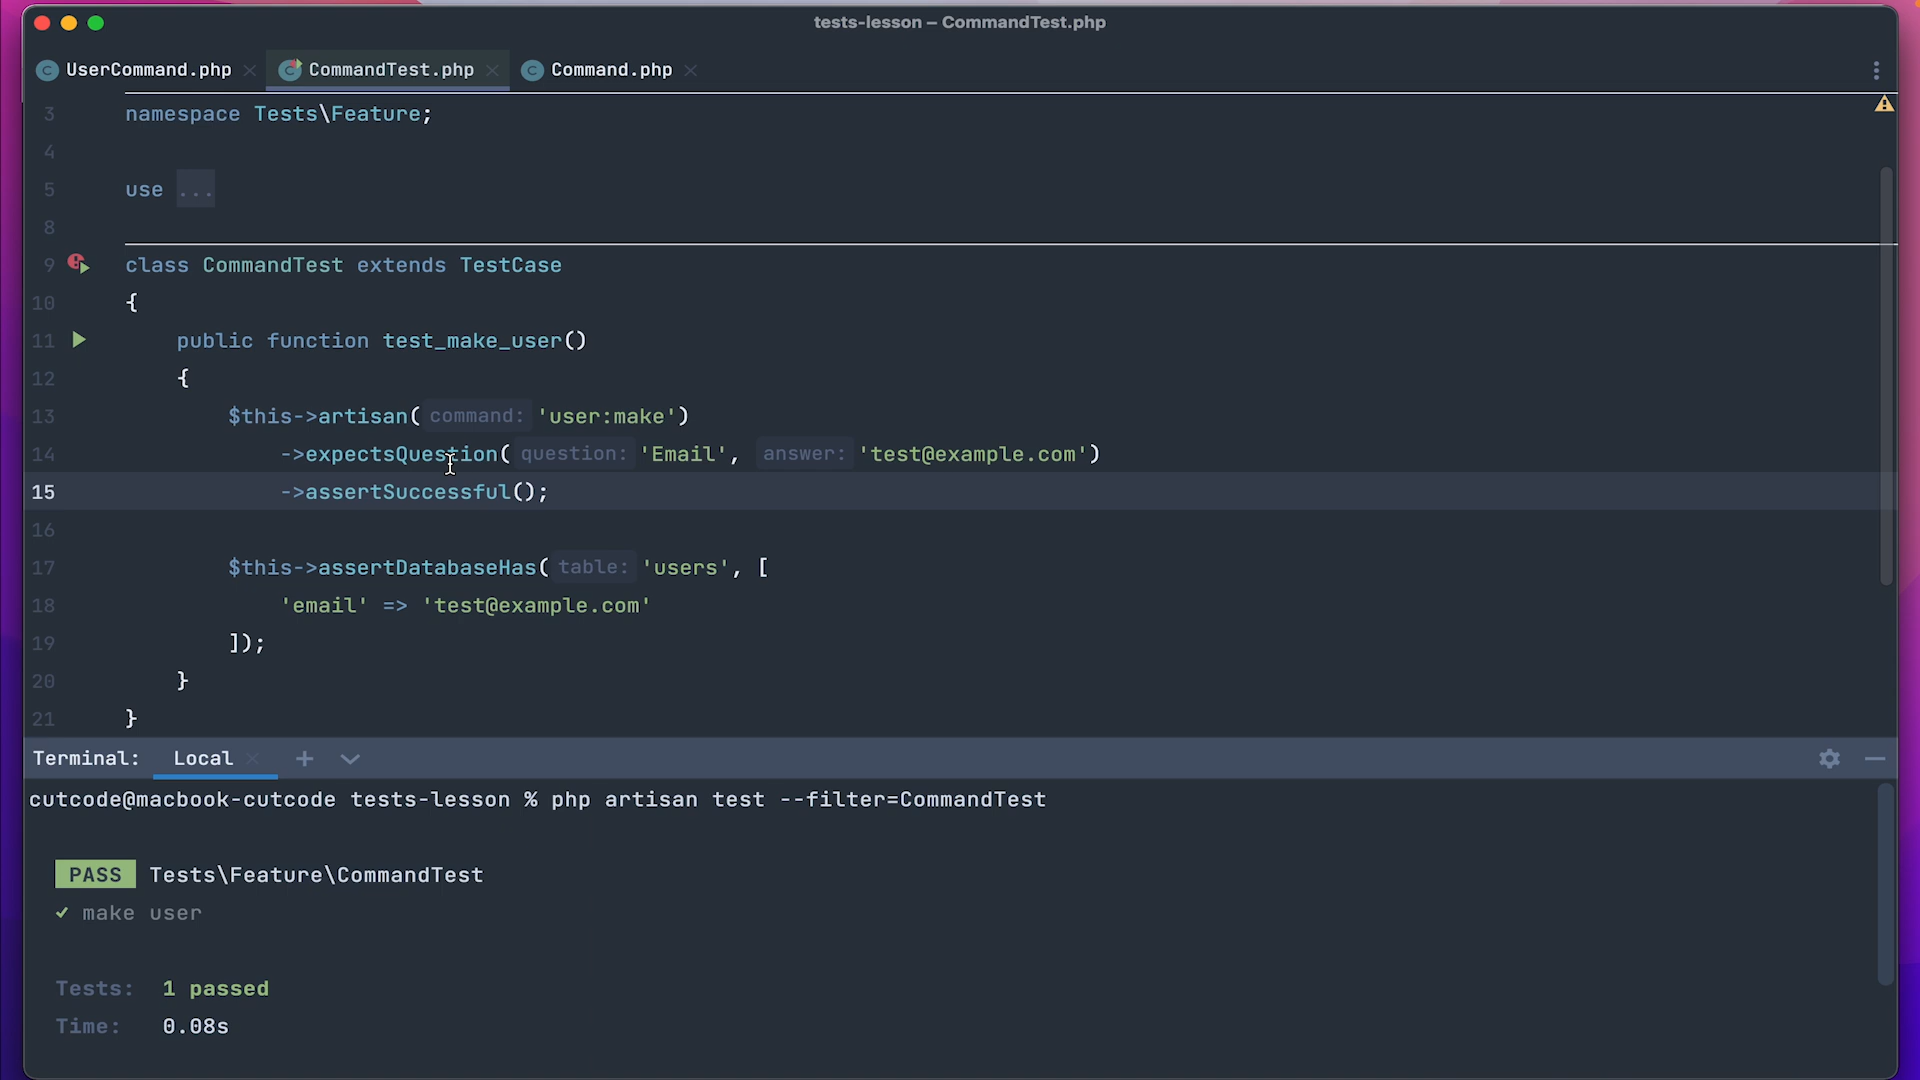 tests-lesson – CommandTest.php
UserCommand.php CommandTest.php Command.php
3 namespace Tests\Feature;
4
5 use ...
8
9 class CommandTest extends TestCase
10 {
11 public function test_make_user()
12 {
13 $this->artisan( command: 'user:make')
14 ->expectsQuestion( question: 'Email', answer: 'test@example.com')
15 ->assertSuccessful();
16
17 $this->assertDatabaseHas( table: 'users', [
18 'email' => 'test@example.com'
19 ]);
20 }
21 }
Terminal: Local
cutcode@macbook-cutcode tests-lesson % php artisan test --filter=CommandTest
PASS Tests\Feature\CommandTest
✓ make user
Tests: 1 passed
Time: 0.08s